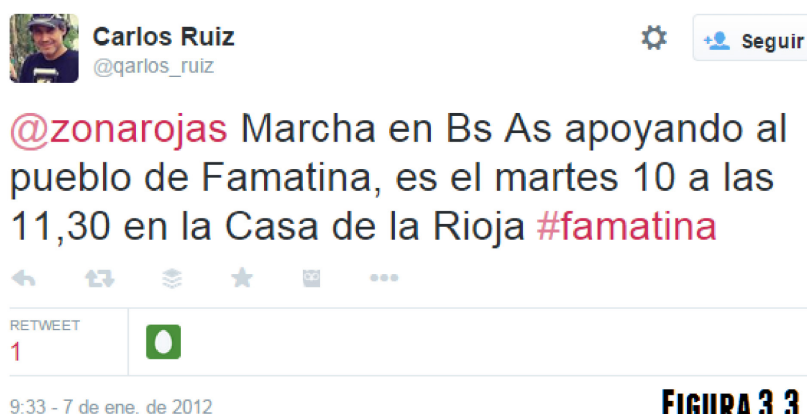 Carlos Ruiz
@qarlos_ruiz
Seguir
@zonarojas Marcha en Bs As apoyando al
pueblo de Famatina, es el martes 10 a las
11,30 en la Casa de la Rioja #famatina
RETWEET
1
9:33 - 7 de ene. de 2012
FIGURA 3.3